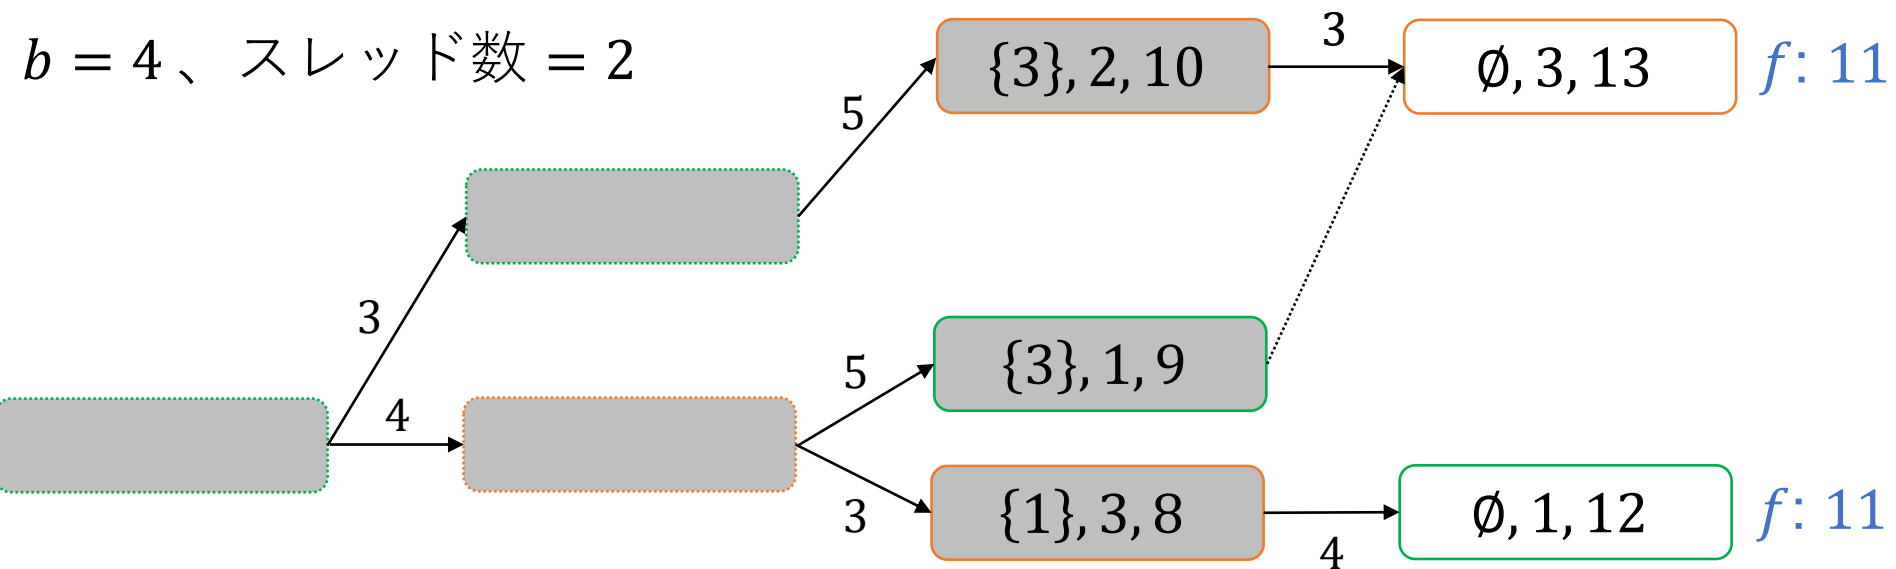 b = 4 、スレッド数 = 2
{3}, 2, 10
3
∅, 3, 13
f: 11
5
3
5
{3}, 1, 9
4
3
{1}, 3, 8
4
∅, 1, 12
f: 11